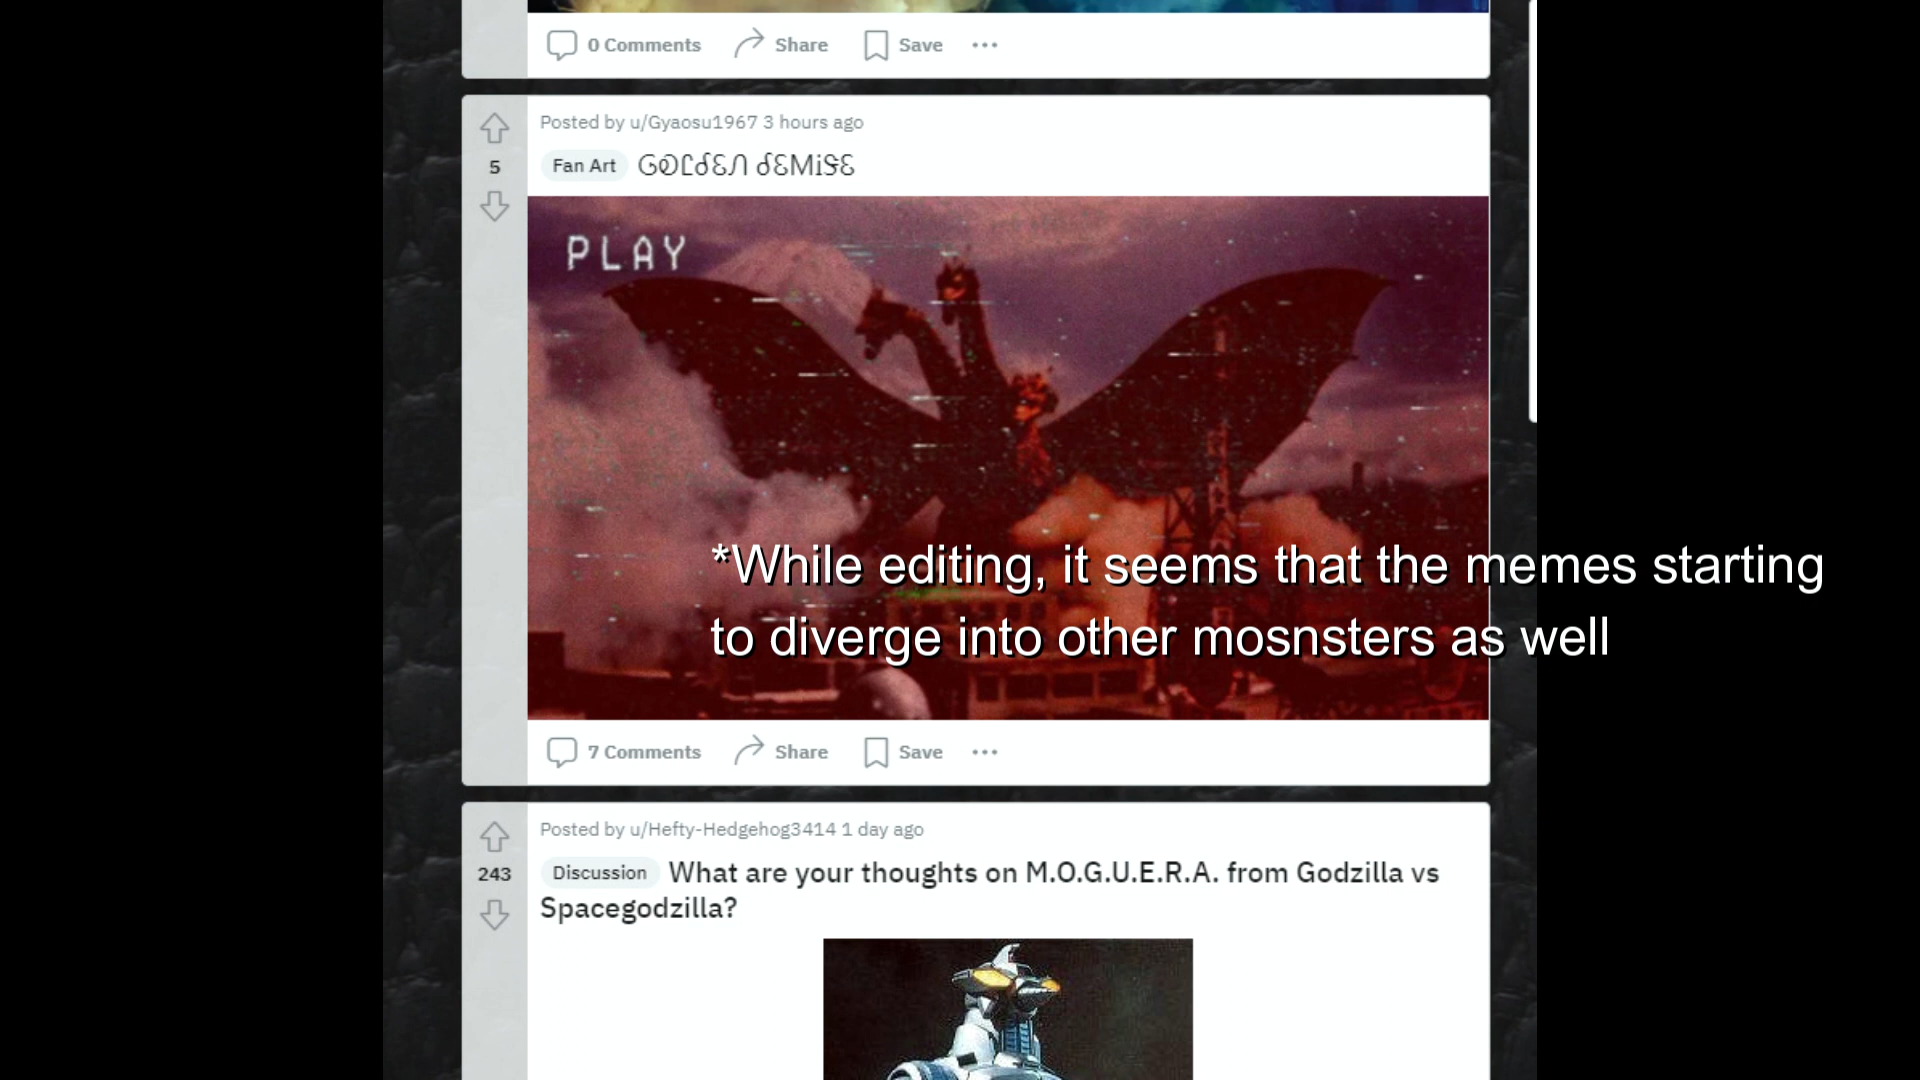 0 Comments Share Save
Posted by u/Gyaosu1967 3 hours ago
5
Fan Art ᎶᎧᏝᎴᏋᏁ ᎴᏋᎷᎥᏕᏋ
PLAY
*While editing, it seems that the memes starting
to diverge into other mosnsters as well
7 Comments Share Save
Posted by u/Hefty-Hedgehog3414 1 day ago
243
Discussion What are your thoughts on M.O.G.U.E.R.A. from Godzilla vs
Spacegodzilla?